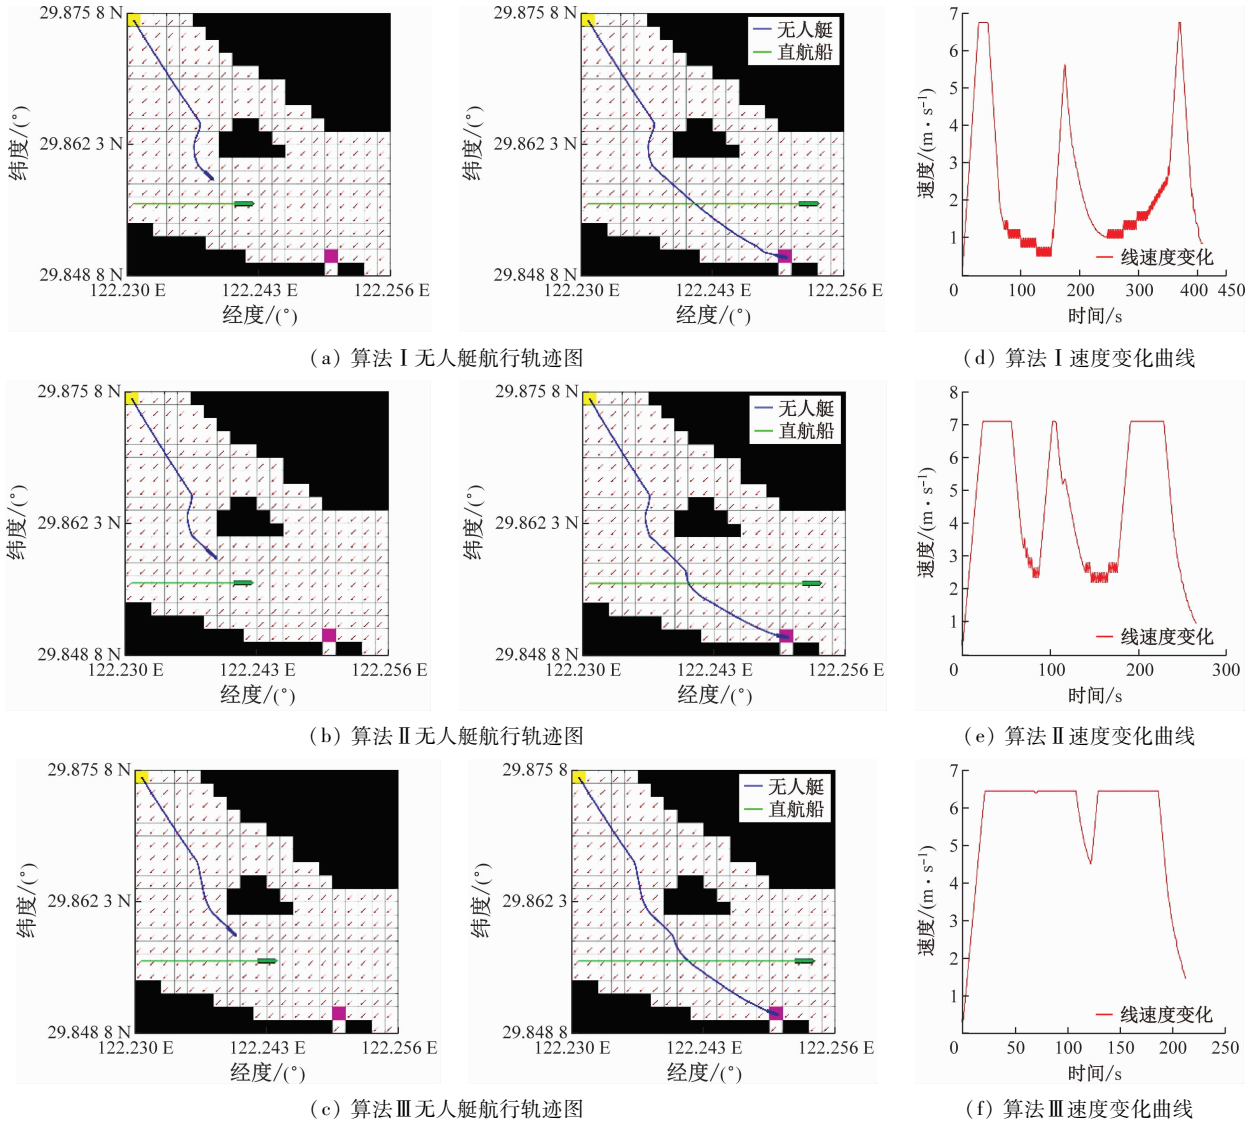 29.875 8 N
29.862 3 N
29.848 8 N
纬度/(°)
122.230 E
122.243 E
122.256 E
经度/(°)
无人艇
直航船
29.875 8 N
29.862 3 N
29.848 8 N
纬度/(°)
122.230 E
122.243 E
122.256 E
经度/(°)
(a) 算法Ⅰ无人艇航行轨迹图
7
6
5
4
3
2
1
速度/(m·s⁻¹)
线速度变化
0
100
200
300
400 450
时间/s
(d) 算法Ⅰ速度变化曲线
29.875 8 N
29.862 3 N
29.848 8 N
纬度/(°)
122.230 E
122.243 E
122.256 E
经度/(°)
无人艇
直航船
29.875 8 N
29.862 3 N
29.848 8 N
纬度/(°)
122.230 E
122.243 E
122.256 E
经度/(°)
(b) 算法Ⅱ无人艇航行轨迹图
8
7
6
5
4
3
2
1
速度/(m·s⁻¹)
线速度变化
0
100
200
300
时间/s
(e) 算法Ⅱ速度变化曲线
29.875 8 N
29.862 3 N
29.848 8 N
纬度/(°)
122.230 E
122.243 E
122.256 E
经度/(°)
无人艇
直航船
29.875 8 N
29.862 3 N
29.848 8 N
纬度/(°)
122.230 E
122.243 E
122.256 E
经度/(°)
(c) 算法Ⅲ无人艇航行轨迹图
7
6
5
4
3
2
1
速度/(m·s⁻¹)
线速度变化
0
50
100
150
200
250
时间/s
(f) 算法Ⅲ速度变化曲线